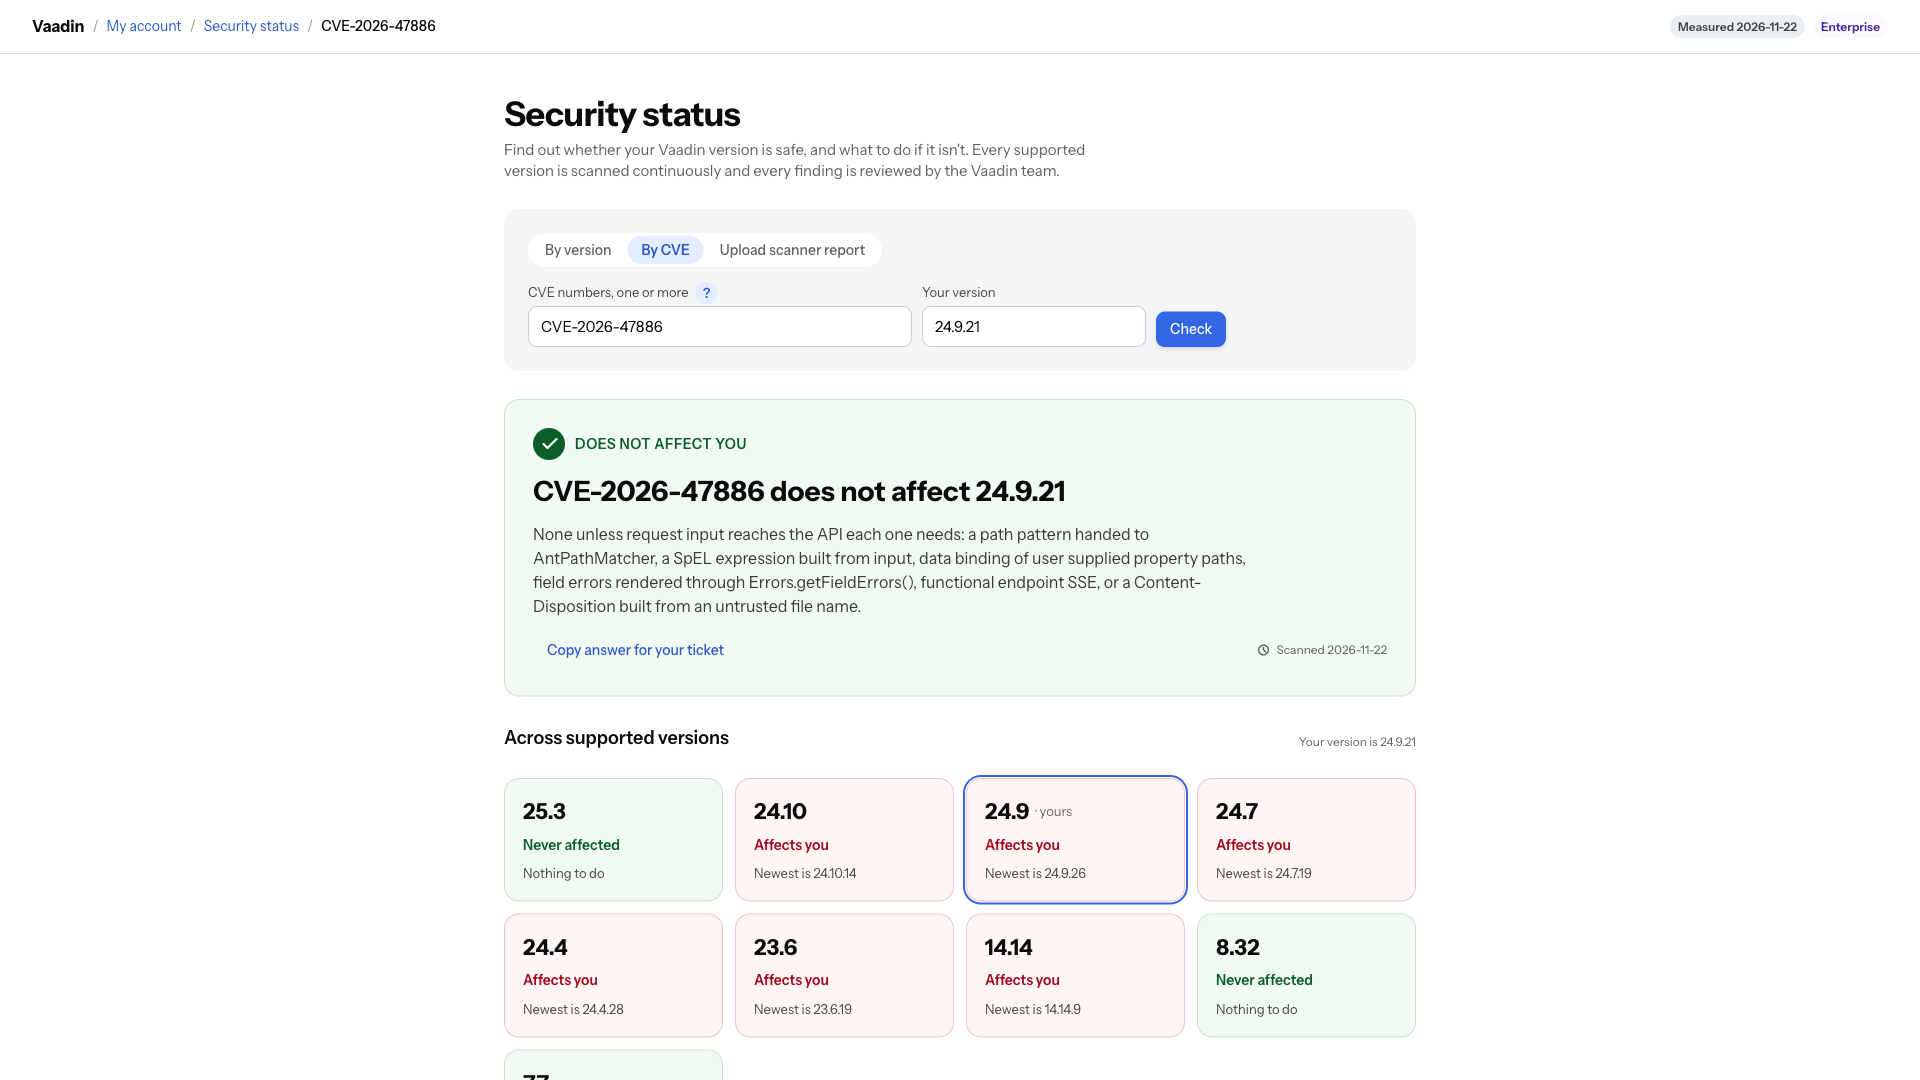 Vaadin / My account / Security status / CVE-2026-47886
Measured 2026-11-22 Enterprise
Security status
Find out whether your Vaadin version is safe, and what to do if it isn't. Every supported
version is scanned continuously and every finding is reviewed by the Vaadin team.
By version By CVE Upload scanner report
CVE numbers, one or more ? Your version
CVE-2026-47886 24.9.21 Check
DOES NOT AFFECT YOU
CVE-2026-47886 does not affect 24.9.21
None unless request input reaches the API each one needs: a path pattern handed to
AntPathMatcher, a SpEL expression built from input, data binding of user supplied property paths,
field errors rendered through Errors.getFieldErrors(), functional endpoint SSE, or a Content-
Disposition built from an untrusted file name.
Copy answer for your ticket Scanned 2026-11-22
Across supported versions Your version is 24.9.21
25.3
Never affected
Nothing to do
24.10
Affects you
Newest is 24.10.14
24.9 · yours
Affects you
Newest is 24.9.26
24.7
Affects you
Newest is 24.7.19
24.4
Affects you
Newest is 24.4.28
23.6
Affects you
Newest is 23.6.19
14.14
Affects you
Newest is 14.14.9
8.32
Never affected
Nothing to do